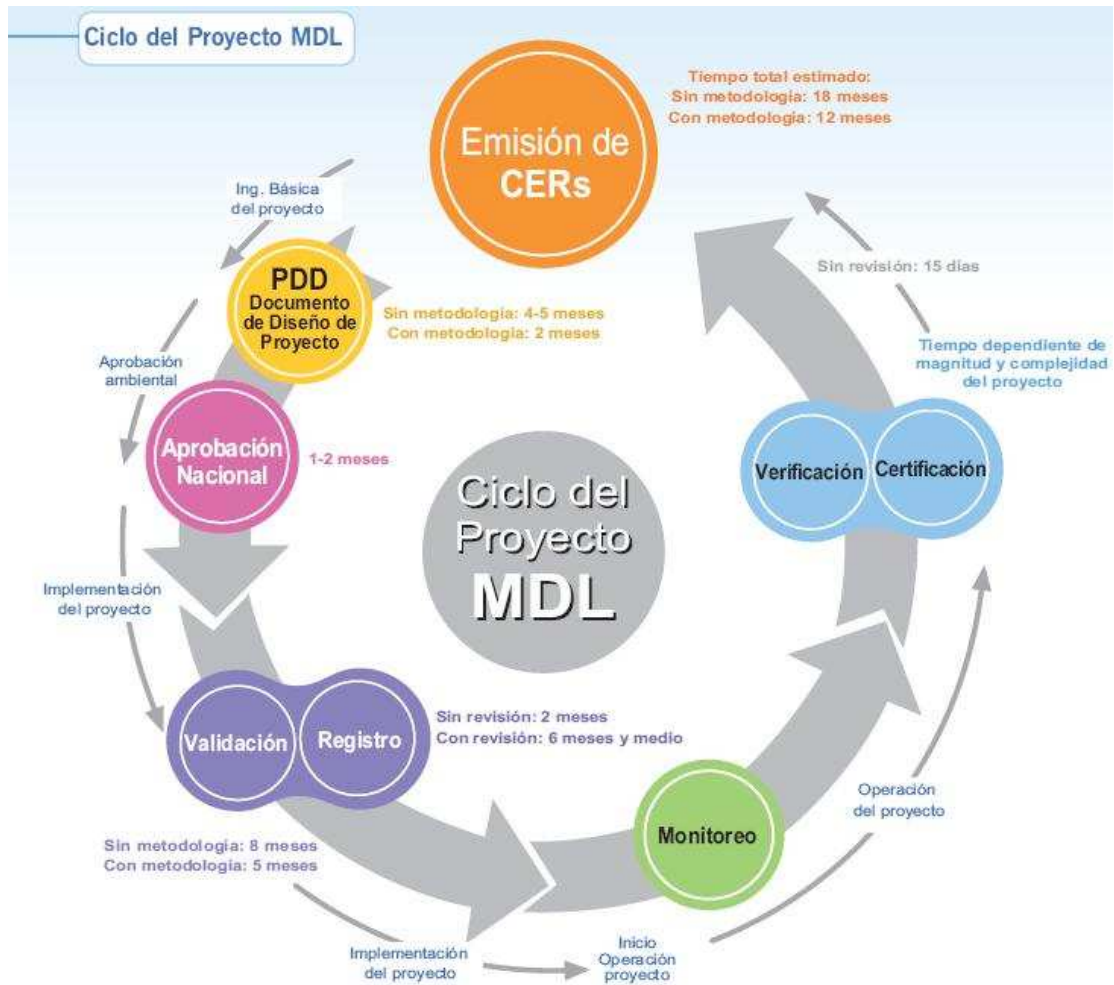 Ciclo del Proyecto MDL
Tiempo total estimado:
Sin metodología: 18 meses
Con metodología: 12 meses
Emisión de
CERs
Ing. Básica
del proyecto
PDD
Documento
de Diseño de
Proyecto
Sin metodología: 4-5 meses
Con metodología: 2 meses
Sin revisión: 15 días
Tiempo dependiente de
magnitud y complejidad
del proyecto
Aprobación
ambiental
Aprobación
Nacional
1-2 meses
Verificación
Certificación
Ciclo del
Proyecto
MDL
Implementación
del proyecto
Validación
Registro
Sin revisión: 2 meses
Con revisión: 6 meses y medio
Sin metodología: 8 meses
Con metodología: 5 meses
Monitoreo
Operación
del proyecto
Implementación
del proyecto
Inicio
Operación
proyecto